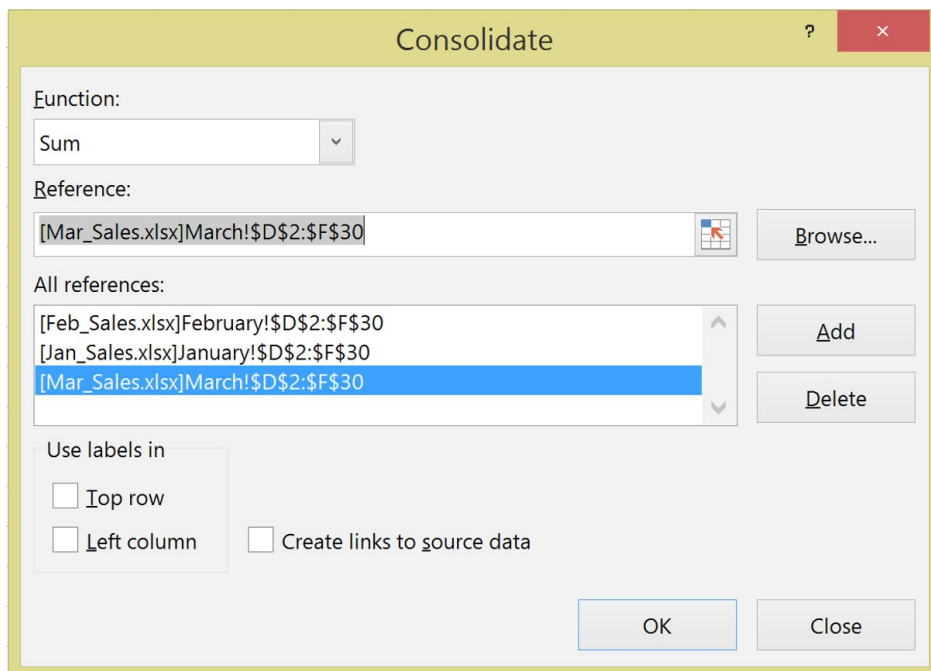 Consolidate
?
×
Function:
Sum
Reference:
[Mar_Sales.xlsx]March!$D$2:$F$30
Browse...
All references:
[Feb_Sales.xlsx]February!$D$2:$F$30
[Jan_Sales.xlsx]January!$D$2:$F$30
[Mar_Sales.xlsx]March!$D$2:$F$30
Add
Delete
Use labels in
Top row
Left column
Create links to source data
OK
Close